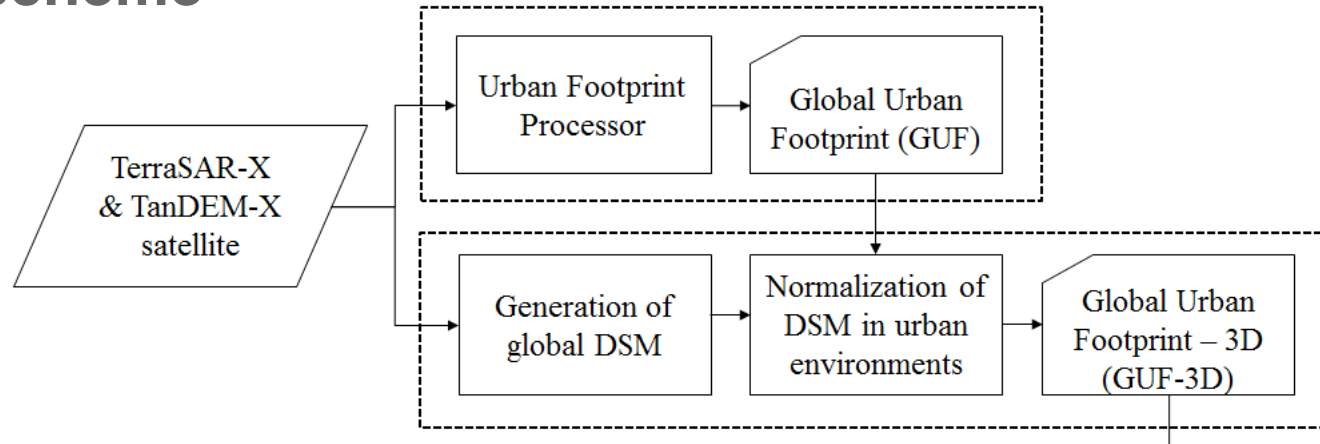 TerraSAR-X
& TanDEM-X
satellite
Urban Footprint
Processor
Global Urban
Footprint (GUF)
Generation of
global DSM
Normalization of
DSM in urban
environments
Global Urban
Footprint – 3D
(GUF-3D)